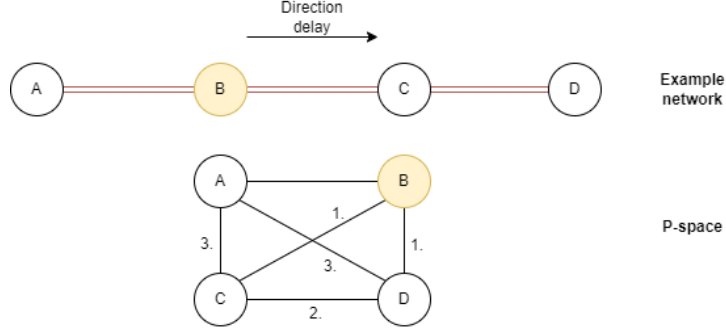 Direction
delay
A
B
C
D
Example
network
A
B
1.
3.
1.
P-space
3.
C
D
2.